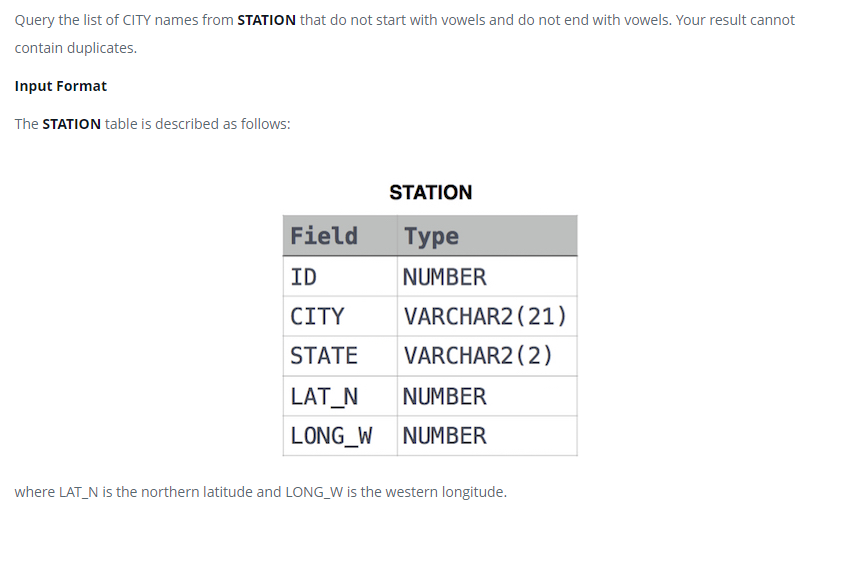 Query the list of CITY names from STATION that do not start with vowels and do not end with vowels. Your result cannot
contain duplicates.
Input Format
The STATION table is described as follows:
STATION
Field Type
ID NUMBER
CITY VARCHAR2(21)
STATE VARCHAR2(2)
LAT_N NUMBER
LONG_W NUMBER
where LAT_N is the northern latitude and LONG_W is the western longitude.